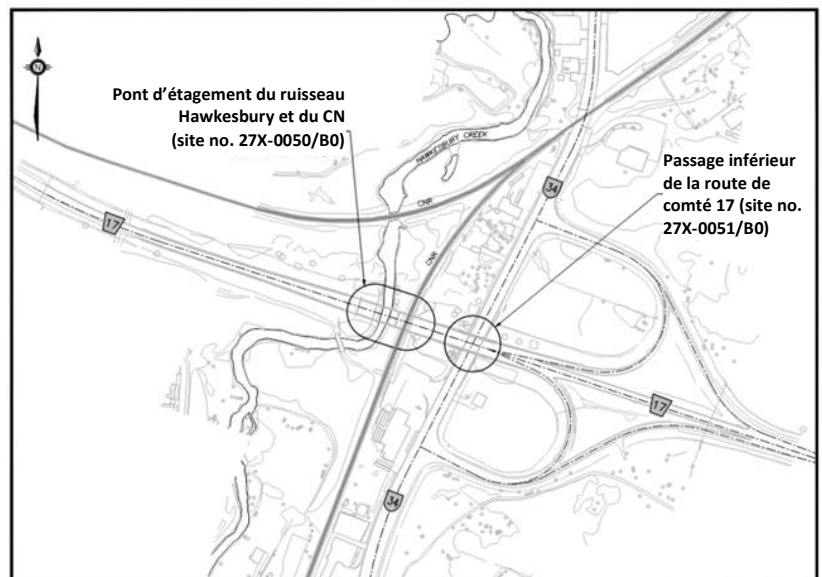 N
Pont d’étagement du ruisseau
Hawkesbury et du CN
(site no. 27X-0050/B0)
HAWKESBURY CREEK
Passage inférieur
de la route de
comté 17 (site no.
27X-0051/B0)
34
CNR
17
CNR
17
34